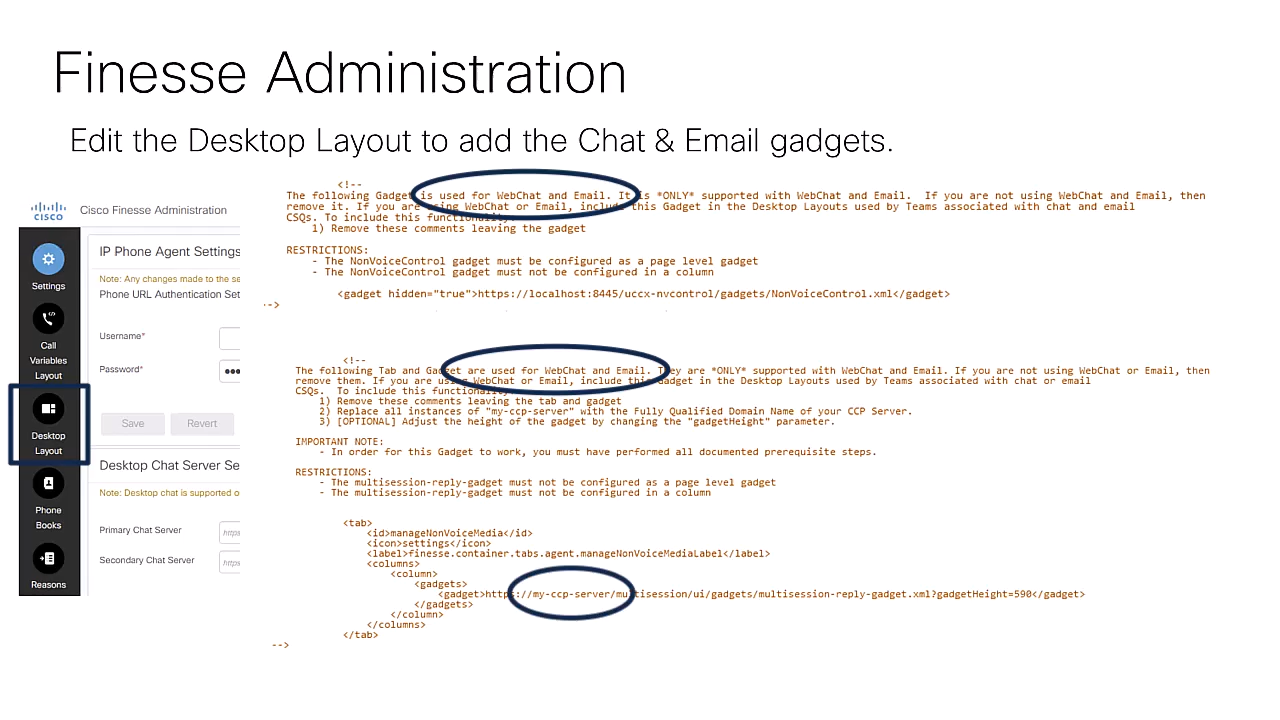 Finesse Administration
Edit the Desktop Layout to add the Chat & Email gadgets.
CISCO
Cisco Finesse Administration
Settings
Call
Variables
Layout
Desktop
Layout
Phone
Books
Reasons
IP Phone Agent Settings
Note: Any changes made to the se
Phone URL Authentication Set
Username*
Password*
Save
Revert
Desktop Chat Server Se
Note: Desktop chat is supported o
Primary Chat Server
https
Secondary Chat Server
https
<!--
The following Gadget is used for WebChat and Email. It is *ONLY* supported with WebChat and Email.  If you are not using WebChat and Email, then
remove it. If you are using WebChat or Email, include this Gadget in the Desktop Layouts used by Teams associated with chat and email
CSQs. To include this functionality:
1) Remove these comments leaving the gadget
RESTRICTIONS:
- The NonVoiceControl gadget must be configured as a page level gadget
- The NonVoiceControl gadget must not be configured in a column
<gadget hidden="true">https://localhost:8445/uccx-nvcontrol/gadgets/NonVoiceControl.xml</gadget>
-->
<!--
The following Tab and Gadget are used for WebChat and Email. They are *ONLY* supported with WebChat and Email. If you are not using WebChat or Email, then
remove them. If you are using WebChat or Email, include this Gadget in the Desktop Layouts used by Teams associated with chat or email
CSQs.  To include this functionality:
1) Remove these comments leaving the tab and gadget
2) Replace all instances of "my-ccp-server" with the Fully Qualified Domain Name of your CCP Server.
3) [OPTIONAL] Adjust the height of the gadget by changing the "gadgetHeight" parameter.
IMPORTANT NOTE:
- In order for this Gadget to work, you must have performed all documented prerequisite steps.
RESTRICTIONS:
- The multisession-reply-gadget must not be configured as a page level gadget
- The multisession-reply-gadget must not be configured in a column
<tab>
<id>manageNonVoiceMedia</id>
<icon>settings</icon>
<label>finesse.container.tabs.agent.manageNonVoiceMediaLabel</label>
<columns>
<column>
<gadgets>
<gadget>https://my-ccp-server/multisession/ui/gadgets/multisession-reply-gadget.xml?gadgetHeight=590</gadget>
</gadgets>
</column>
</columns>
</tab>
-->